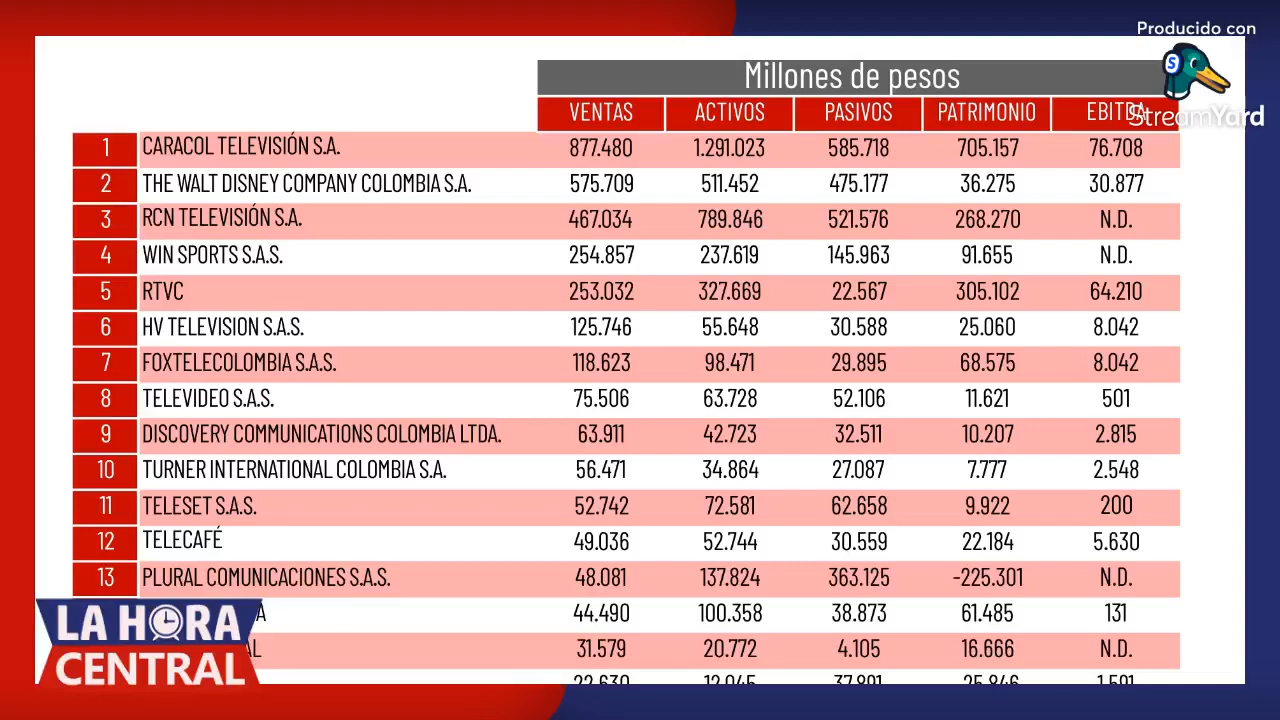 Producido con
StreamYard
Millones de pesos
VENTAS ACTIVOS PASIVOS PATRIMONIO EBITDA
1 CARACOL TELEVISIÓN S.A. 877.480 1.291.023 585.718 705.157 76.708
2 THE WALT DISNEY COMPANY COLOMBIA S.A. 575.709 511.452 475.177 36.275 30.877
3 RCN TELEVISIÓN S.A. 467.034 789.846 521.576 268.270 N.D.
4 WIN SPORTS S.A.S. 254.857 237.619 145.963 91.655 N.D.
5 RTVC 253.032 327.669 22.567 305.102 64.210
6 HV TELEVISION S.A.S. 125.746 55.648 30.588 25.060 8.042
7 FOXTELECOLOMBIA S.A.S. 118.623 98.471 29.895 68.575 8.042
8 TELEVIDEO S.A.S. 75.506 63.728 52.106 11.621 501
9 DISCOVERY COMMUNICATIONS COLOMBIA LTDA. 63.911 42.723 32.511 10.207 2.815
10 TURNER INTERNATIONAL COLOMBIA S.A. 56.471 34.864 27.087 7.777 2.548
11 TELESET S.A.S. 52.742 72.581 62.658 9.922 200
12 TELECAFÉ 49.036 52.744 30.559 22.184 5.630
13 PLURAL COMUNICACIONES S.A.S. 48.081 137.824 363.125 -225.301 N.D.
A 44.490 100.358 38.873 61.485 131
AL 31.579 20.772 4.105 16.666 N.D.
LA HORA
CENTRAL